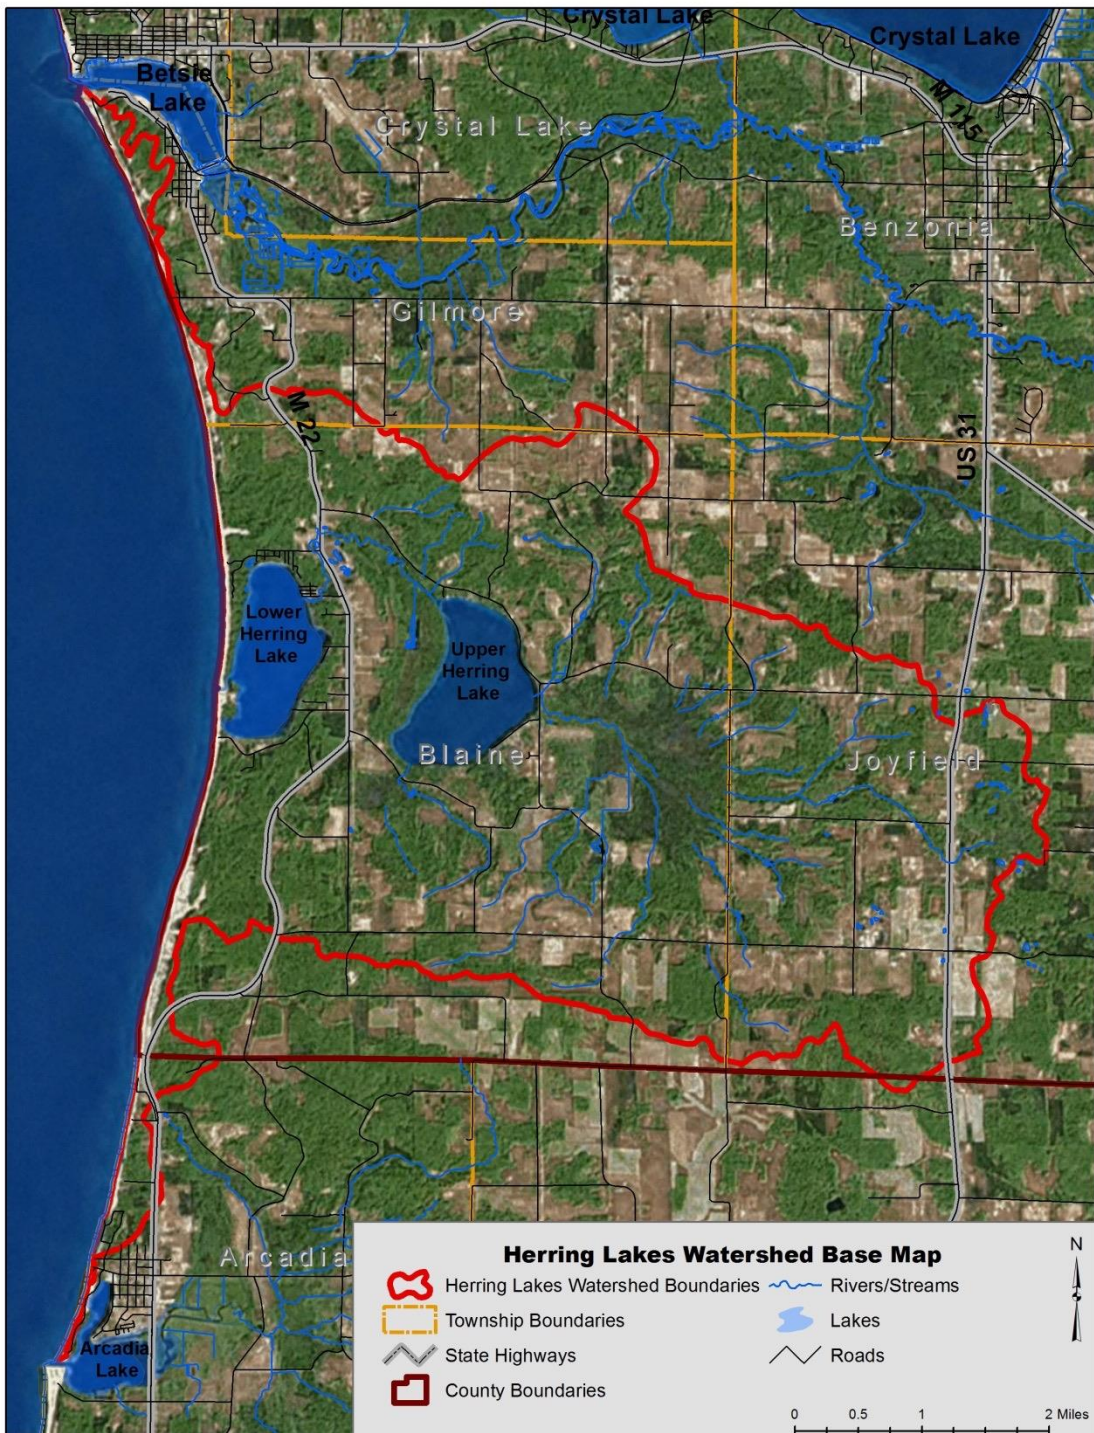 Crystal Lake
Crystal Lake
Betsie
Lake
M 115
Crystal Lake
Benzonia
Gilmore
M 22
US 31
Lower
Herring
Lake
Upper
Herring
Lake
Blaine
Joyfield
Arcadia
Arcadia
Lake
Herring Lakes Watershed Base Map
Herring Lakes Watershed Boundaries
Rivers/Streams
Township Boundaries
Lakes
State Highways
Roads
County Boundaries
N
0 0.5 1 2 Miles